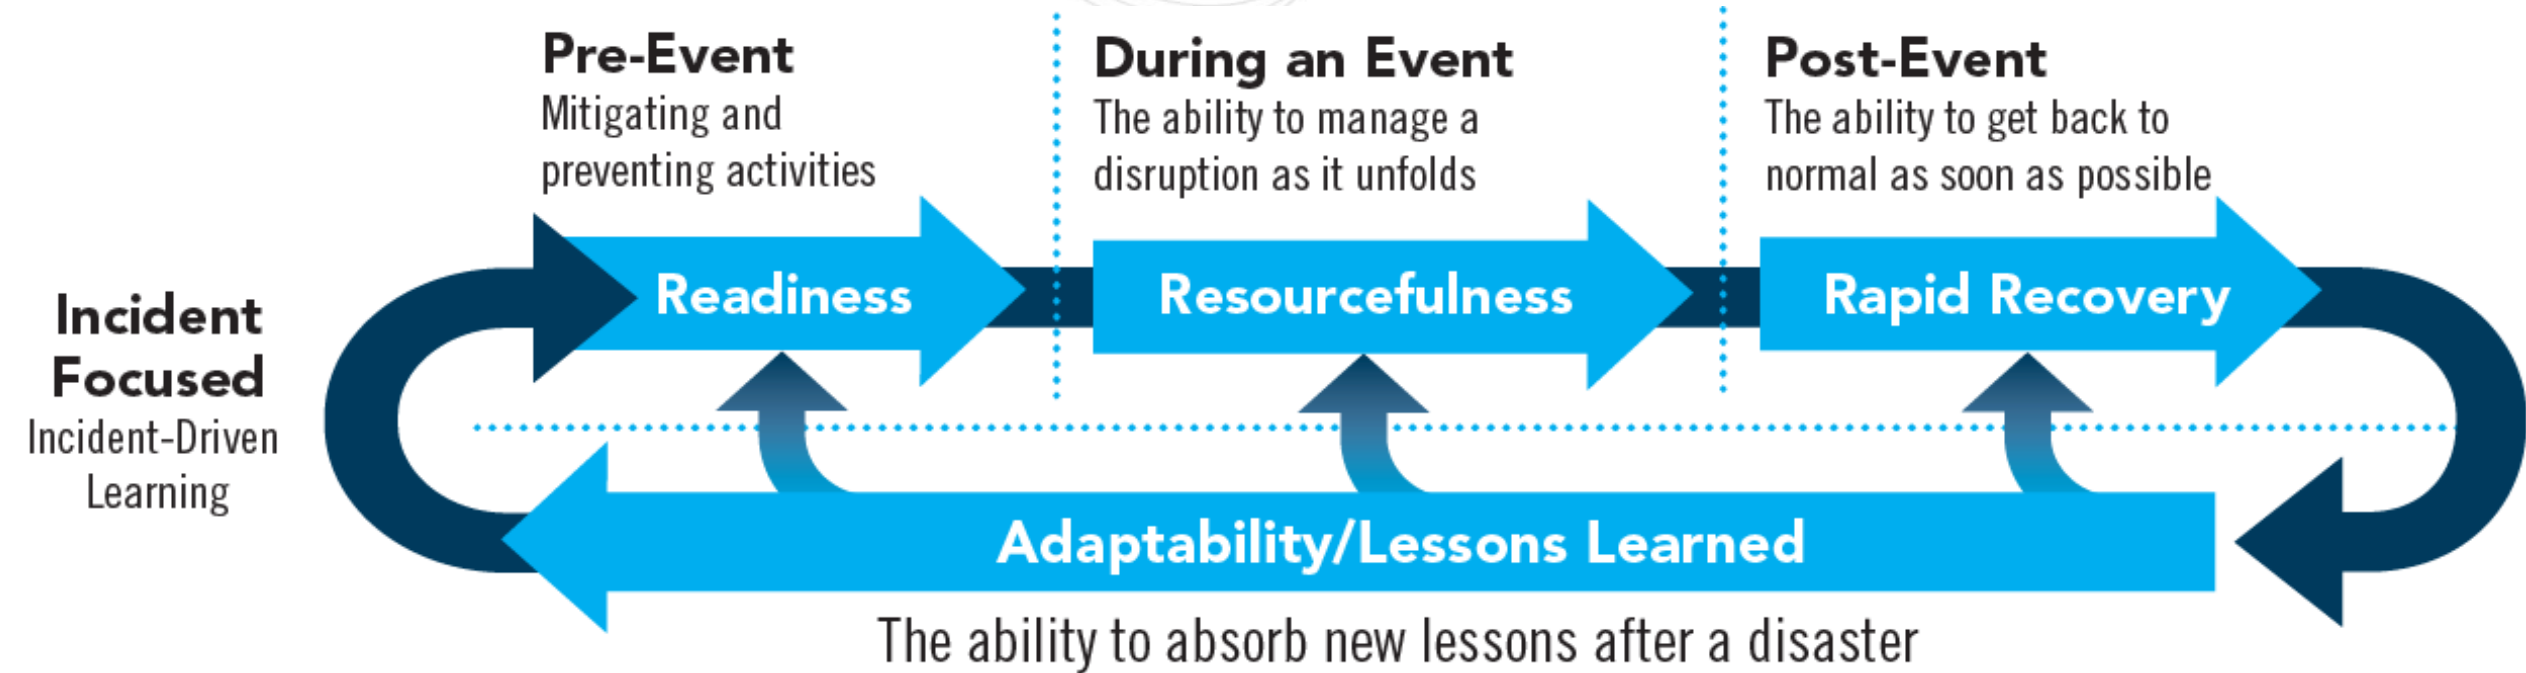 Pre-Event
Mitigating and
preventing activities
During an Event
The ability to manage a
disruption as it unfolds
Post-Event
The ability to get back to
normal as soon as possible
Readiness
Resourcefulness
Rapid Recovery
Incident
Focused
Incident-Driven
Learning
Adaptability/Lessons Learned
The ability to absorb new lessons after a disaster